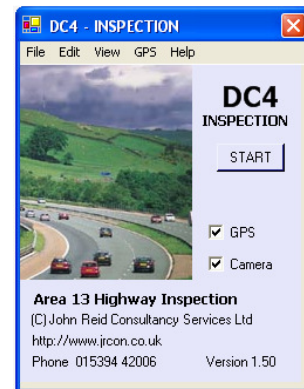 DC4 - INSPECTION
File Edit View GPS Help
DC4
INSPECTION
START
GPS
Camera
Area 13 Highway Inspection
(C) John Reid Consultancy Services Ltd
http://www.jrcon.co.uk
Phone 015394 42006 Version 1.50